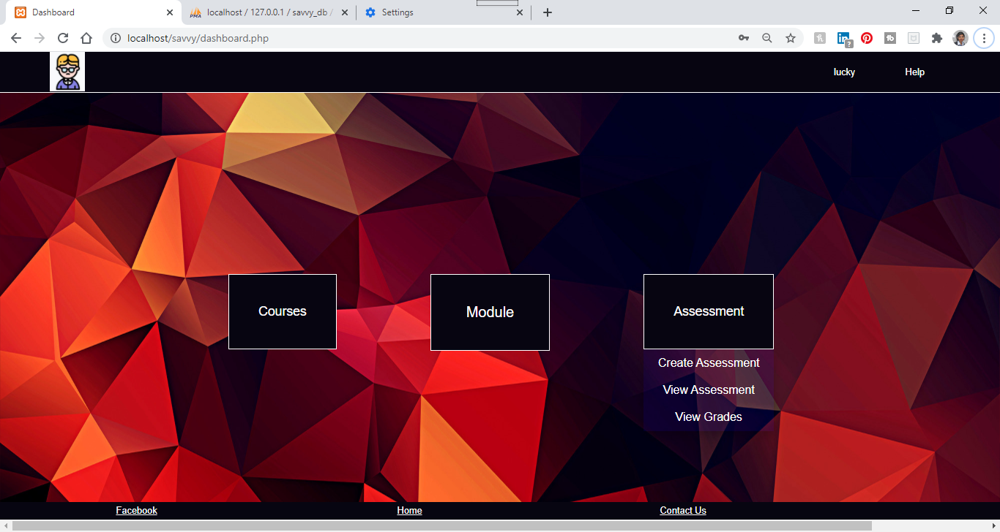 Dashboard
localhost / 127.0.0.1 / savvy_db /
Settings
localhost/savvy/dashboard.php
lucky
Help
Courses
Module
Assessment
Create Assessment
View Assessment
View Grades
Facebook
Home
Contact Us